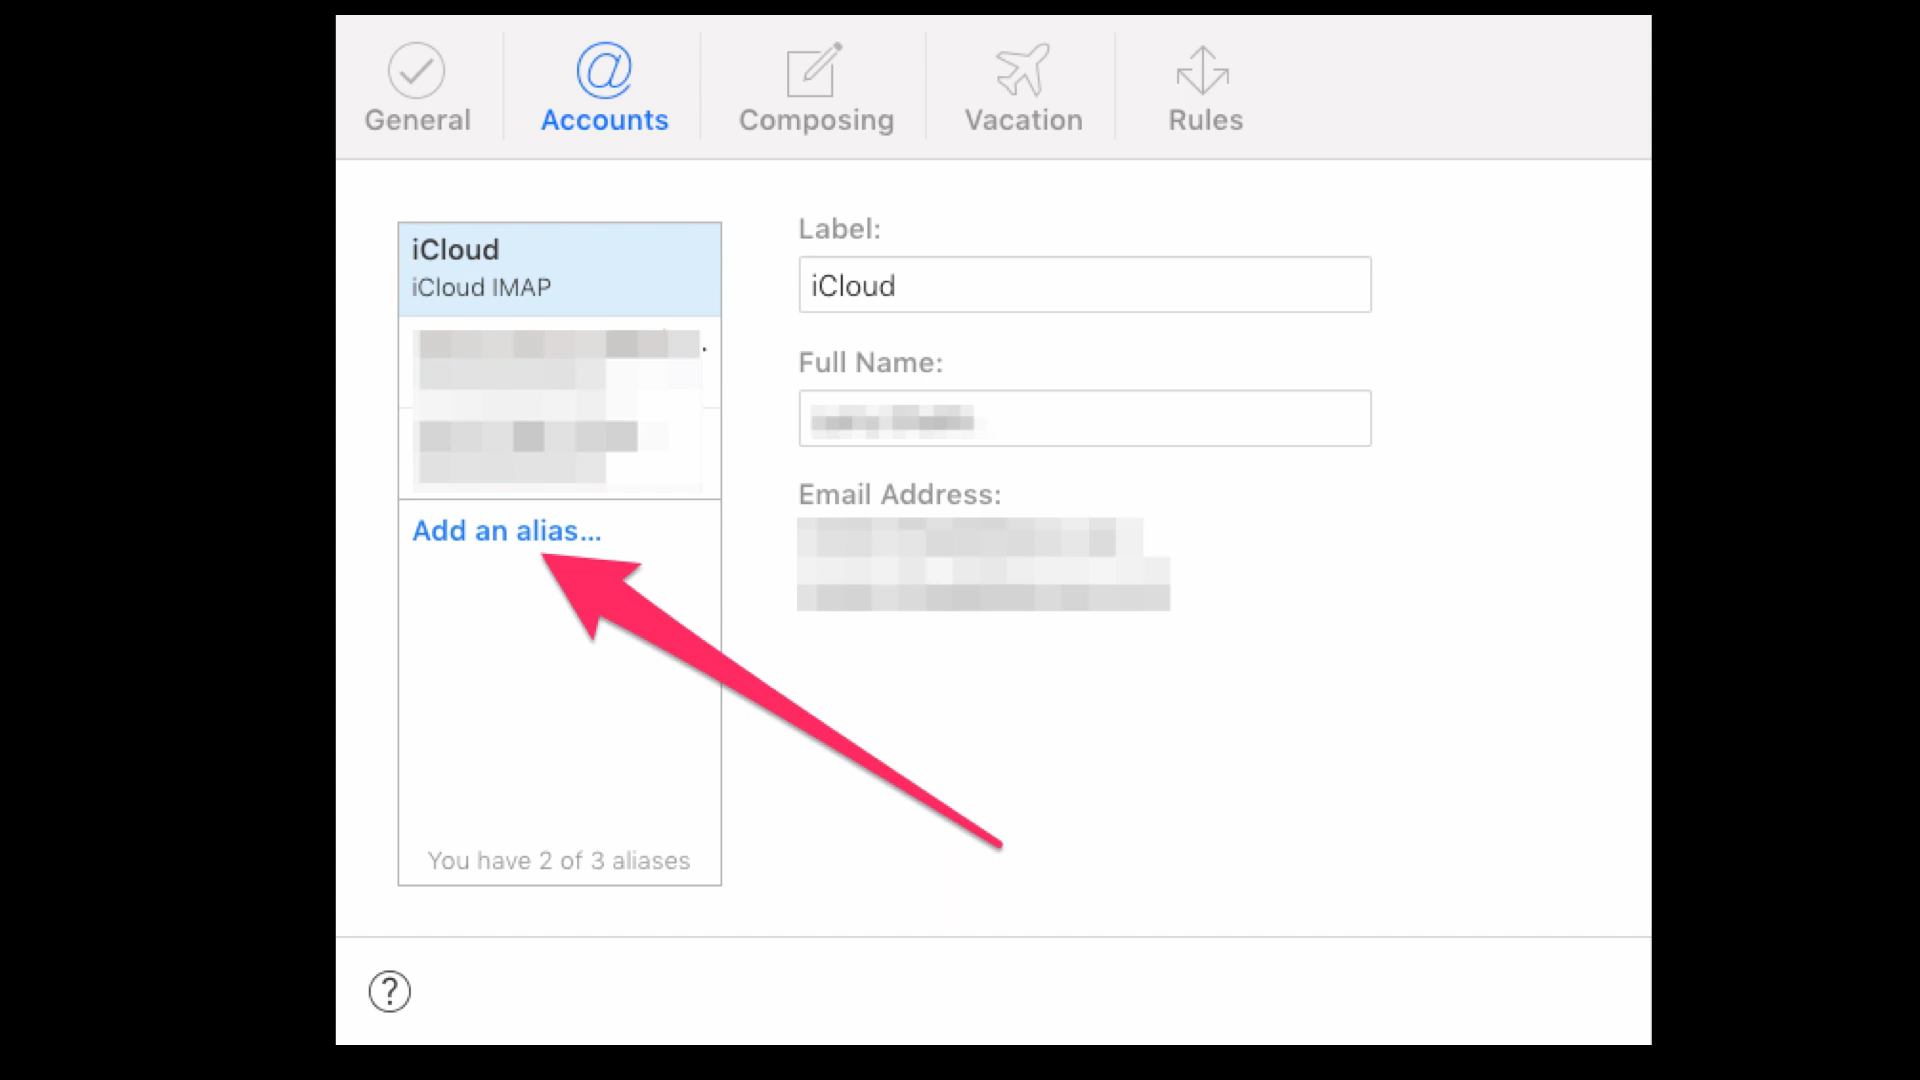 General
Accounts
Composing
Vacation
Rules
iCloud
iCloud IMAP
Add an alias...
You have 2 of 3 aliases
Label:
iCloud
Full Name:
Email Address:
?